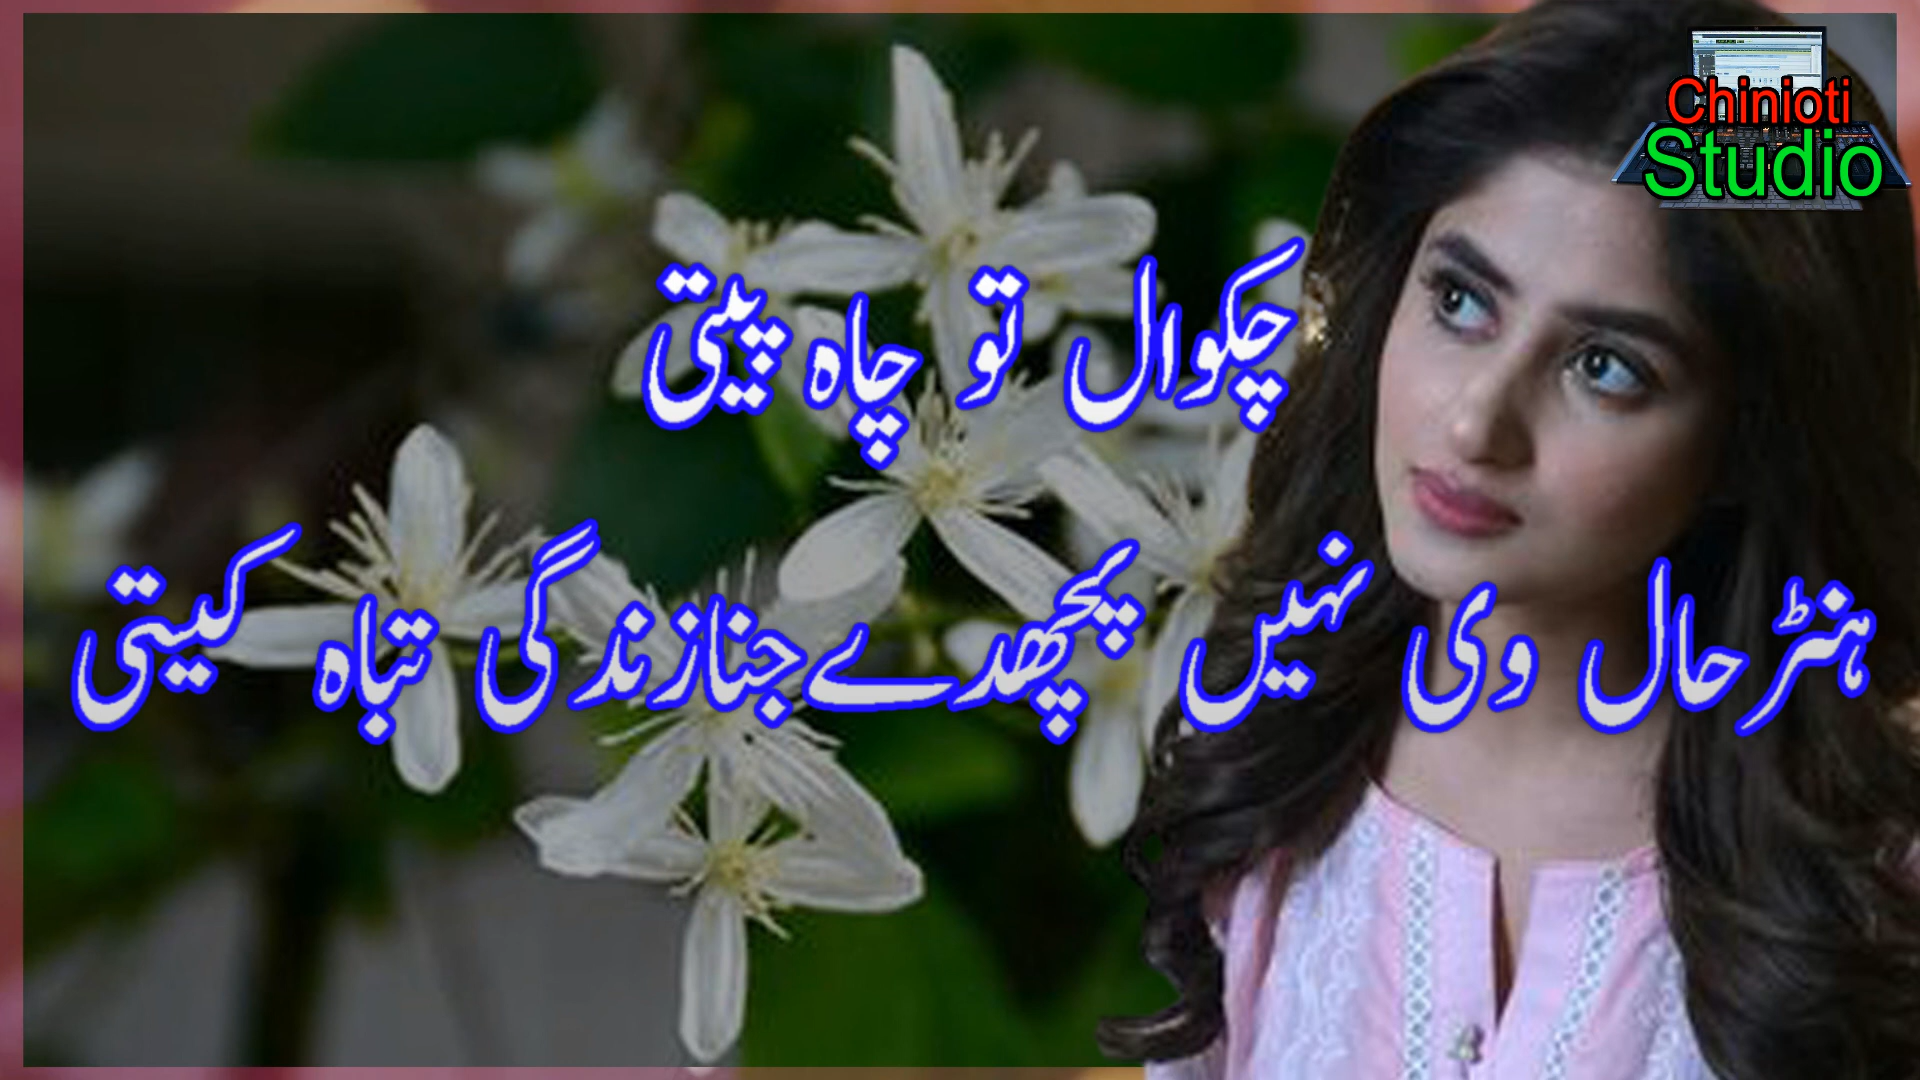 Chinioti
Studio
چکوال تو چاہ پیتی
ہنڑ حال وی نہیں پچھدے جنا زندگی تباہ کیتی